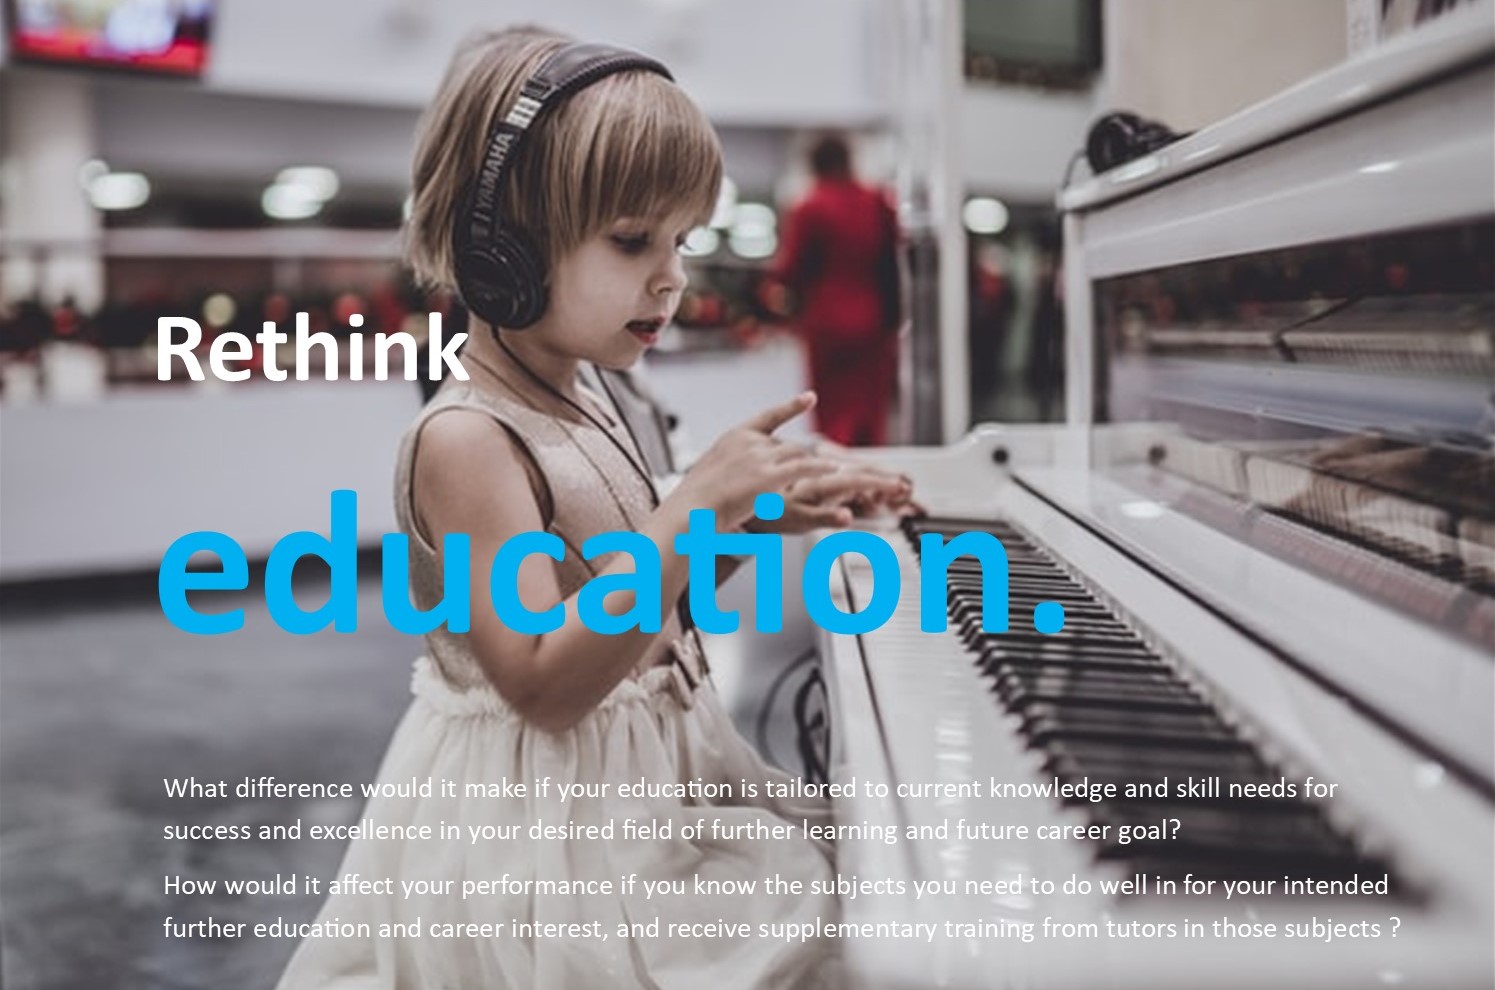 YAMAHA
Rethink
education.
What difference would it make if your education is tailored to current knowledge and skill needs for
success and excellence in your desired field of further learning and future career goal?
How would it affect your performance if you know the subjects you need to do well in for your intended
further education and career interest, and receive supplementary training from tutors in those subjects ?